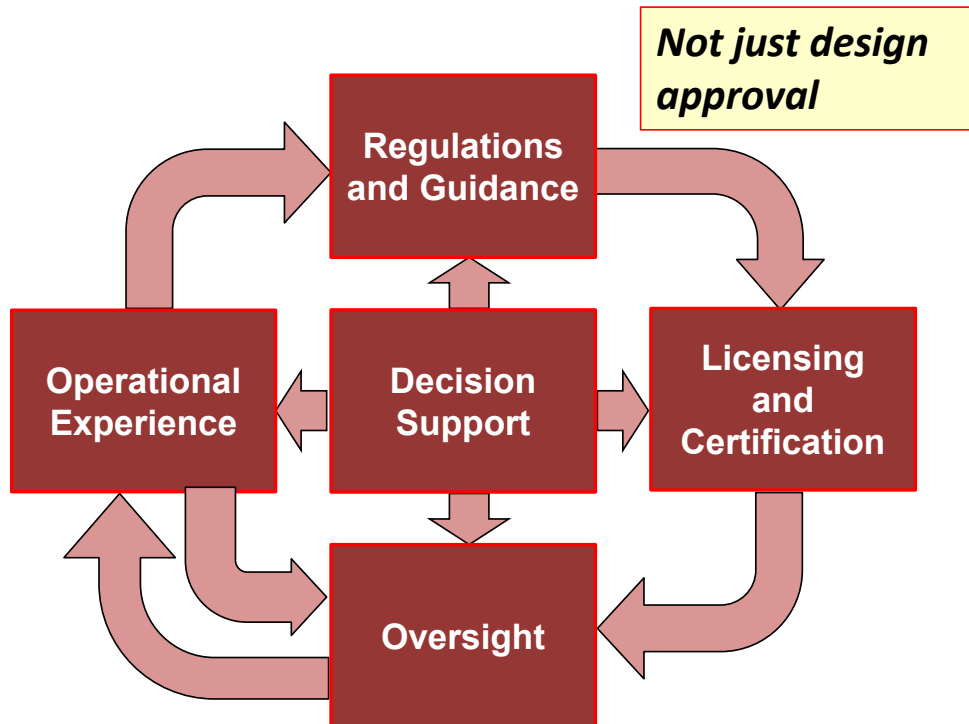 Not just design
approval
Regulations
and Guidance
Operational
Experience
Decision
Support
Licensing
and
Certification
Oversight